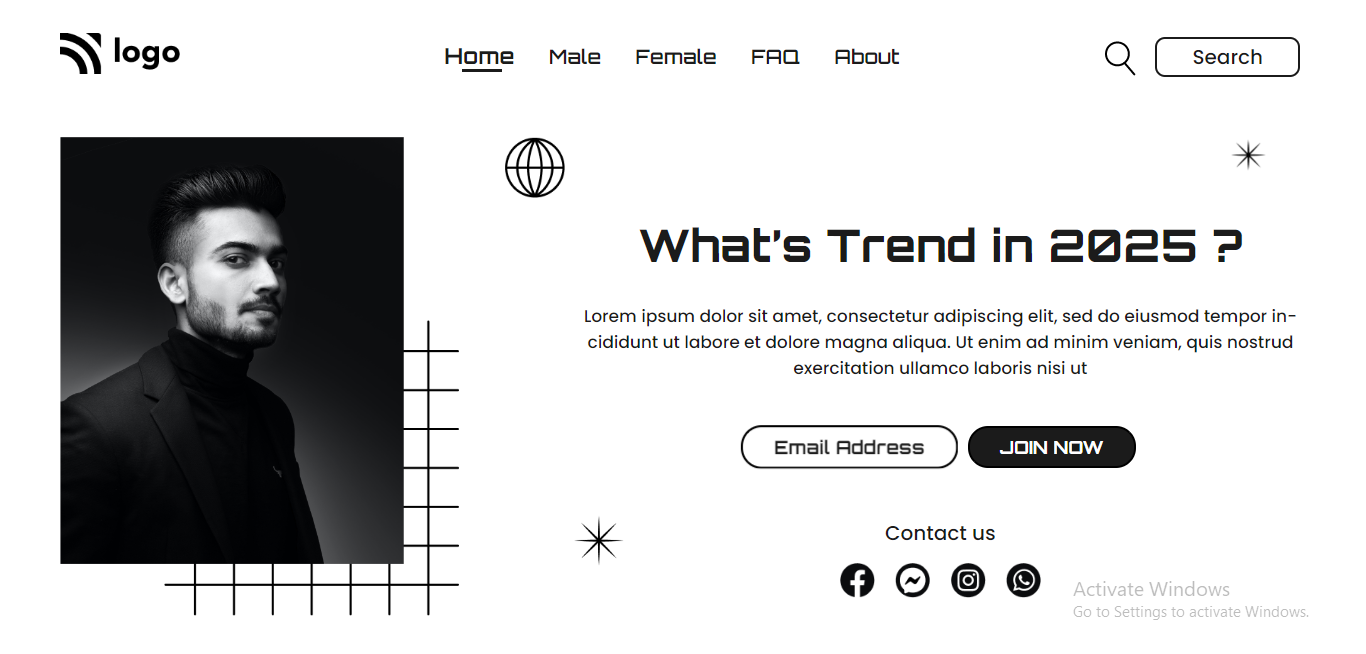 logo
Home Male Female FAQ About
Search
What's Trend in 2025 ?
Lorem ipsum dolor sit amet, consectetur adipiscing elit, sed do eiusmod tempor in-
cididunt ut labore et dolore magna aliqua. Ut enim ad minim veniam, quis nostrud
exercitation ullamco laboris nisi ut
Email Address JOIN NOW
Contact us
Activate Windows
Go to Settings to activate Windows.